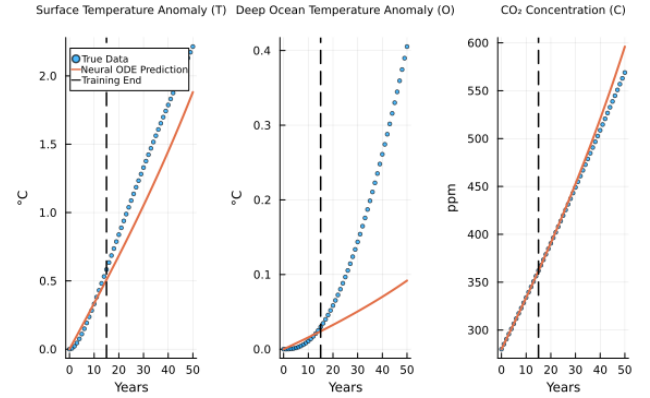 Surface Temperature Anomaly (T)
Deep Ocean Temperature Anomaly (O)
CO₂ Concentration (C)
True Data
Neural ODE Prediction
Training End
°C
2.0
1.5
1.0
0.5
0.0
0 10 20 30 40 50
Years
°C
0.4
0.3
0.2
0.1
0.0
0 10 20 30 40 50
Years
ppm
600
550
500
450
400
350
300
0 10 20 30 40 50
Years